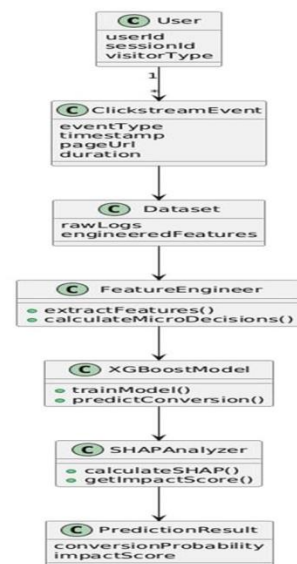 C User
userId
sessionId
visitorType
1
*
C ClickstreamEvent
eventType
timestamp
pageUrl
duration
C Dataset
rawLogs
engineeredFeatures
C FeatureEngineer
extractFeatures()
calculateMicroDecisions()
C XGBoostModel
trainModel()
predictConversion()
C SHAPAnalyzer
calculateSHAP()
getImpactScore()
C PredictionResult
conversionProbability
impactScore